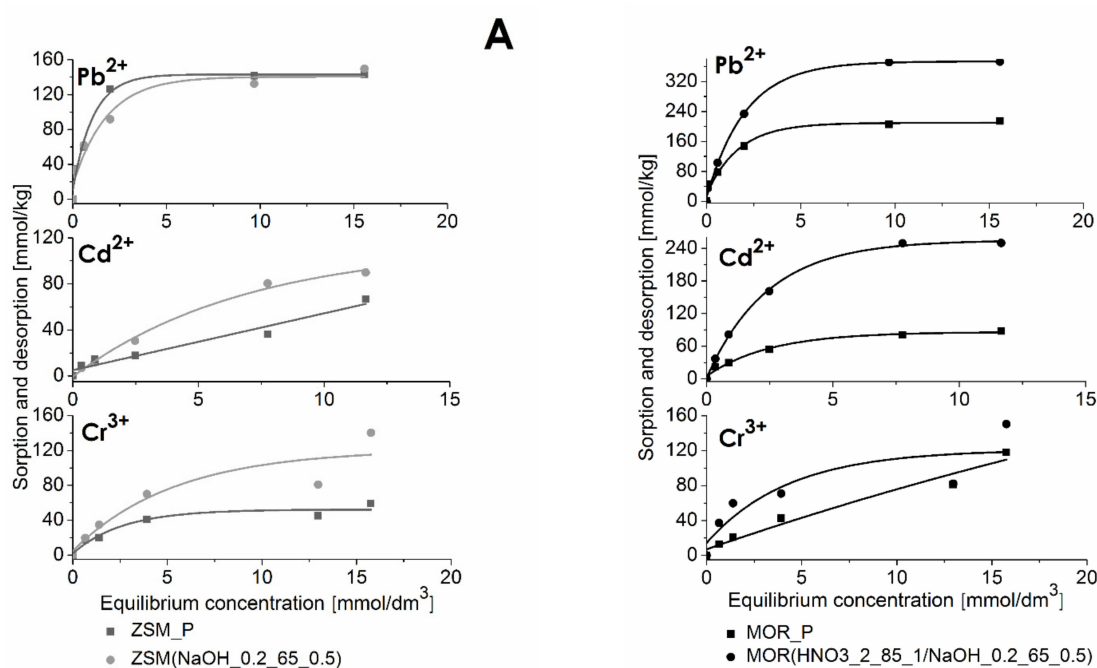 A
Sorption and desorption [mmol/kg]
Pb2+
160
120
80
40
0
0 5 10 15 20
Cd2+
120
80
40
0
0 5 10 15
Cr3+
160
120
80
40
0
0 5 10 15 20
Equilibrium concentration [mmol/dm3]
ZSM_P
ZSM(NaOH_0.2_65_0.5)
Sorption and desorption [mmol/kg]
Pb2+
320
240
160
80
0
0 5 10 15 20
Cd2+
240
180
120
60
0
0 5 10 15
Cr3+
160
120
80
40
0
0 5 10 15 20
Equilibrium concentration [mmol/dm3]
MOR_P
MOR(HNO3_2_85_1/NaOH_0.2_65_0.5)